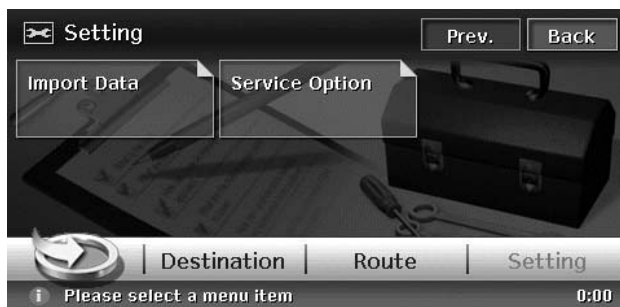 Setting
Prev.
Back
Import Data
Service Option
Destination
Route
Setting
i Please select a menu item
0:00